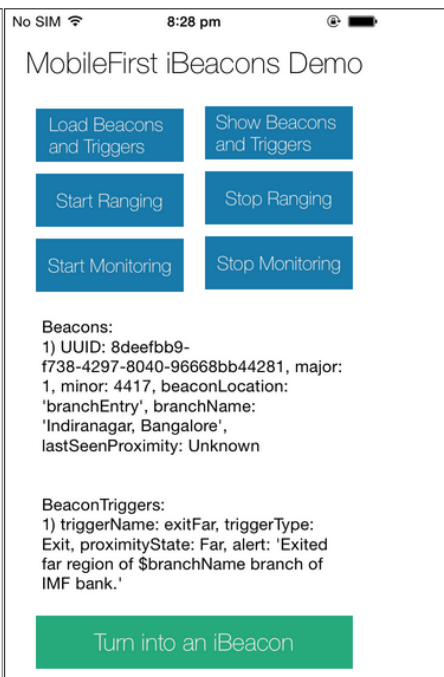 No SIM 8:28 pm
MobileFirst iBeacons Demo
Load Beacons
and Triggers
Show Beacons
and Triggers
Start Ranging
Stop Ranging
Start Monitoring
Stop Monitoring
Beacons:
1) UUID: 8deefbb9-
f738-4297-8040-96668bb44281, major:
1, minor: 4417, beaconLocation:
'branchEntry', branchName:
'Indiranagar, Bangalore',
lastSeenProximity: Unknown
BeaconTriggers:
1) triggerName: exitFar, triggerType:
Exit, proximityState: Far, alert: 'Exited
far region of $branchName branch of
IMF bank.'
Turn into an iBeacon